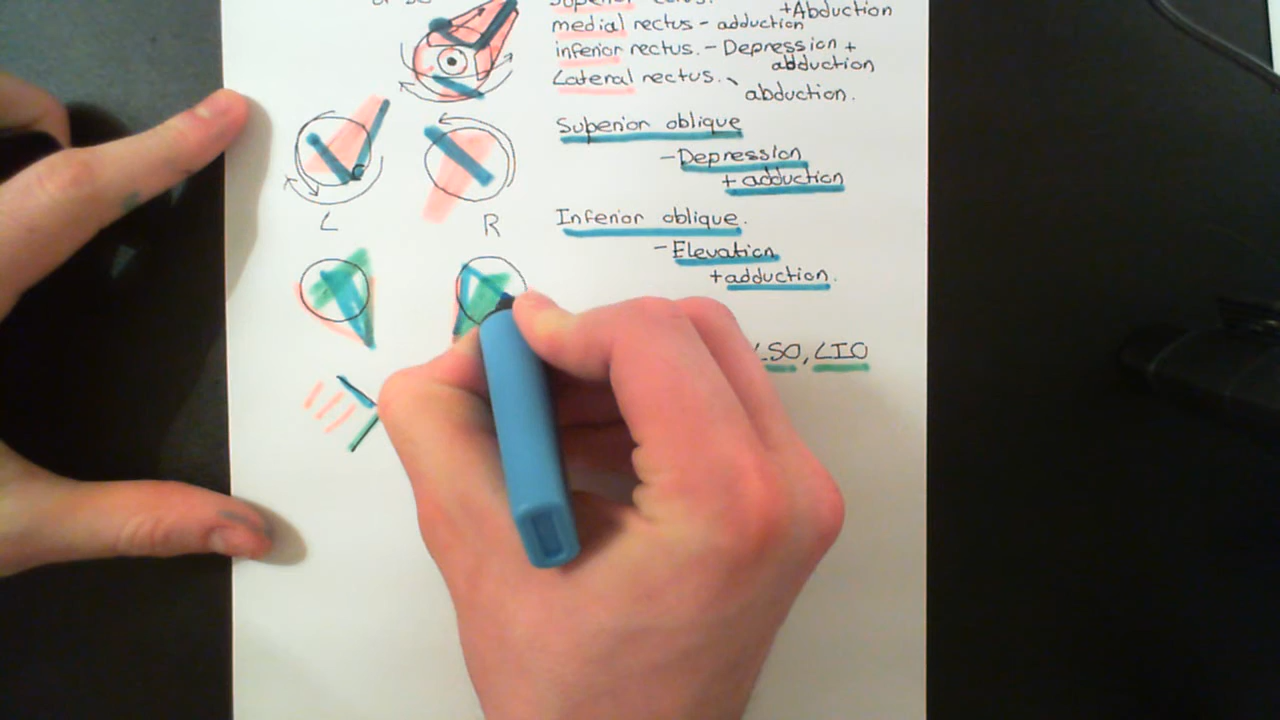 +Abduction
medial rectus - adduction
inferior rectus. - Depression +
abduction
Lateral rectus.
abduction.
Superior oblique
- Depression
+ adduction
L R
Inferior oblique.
- Elevation
+adduction.
LSO, LIO